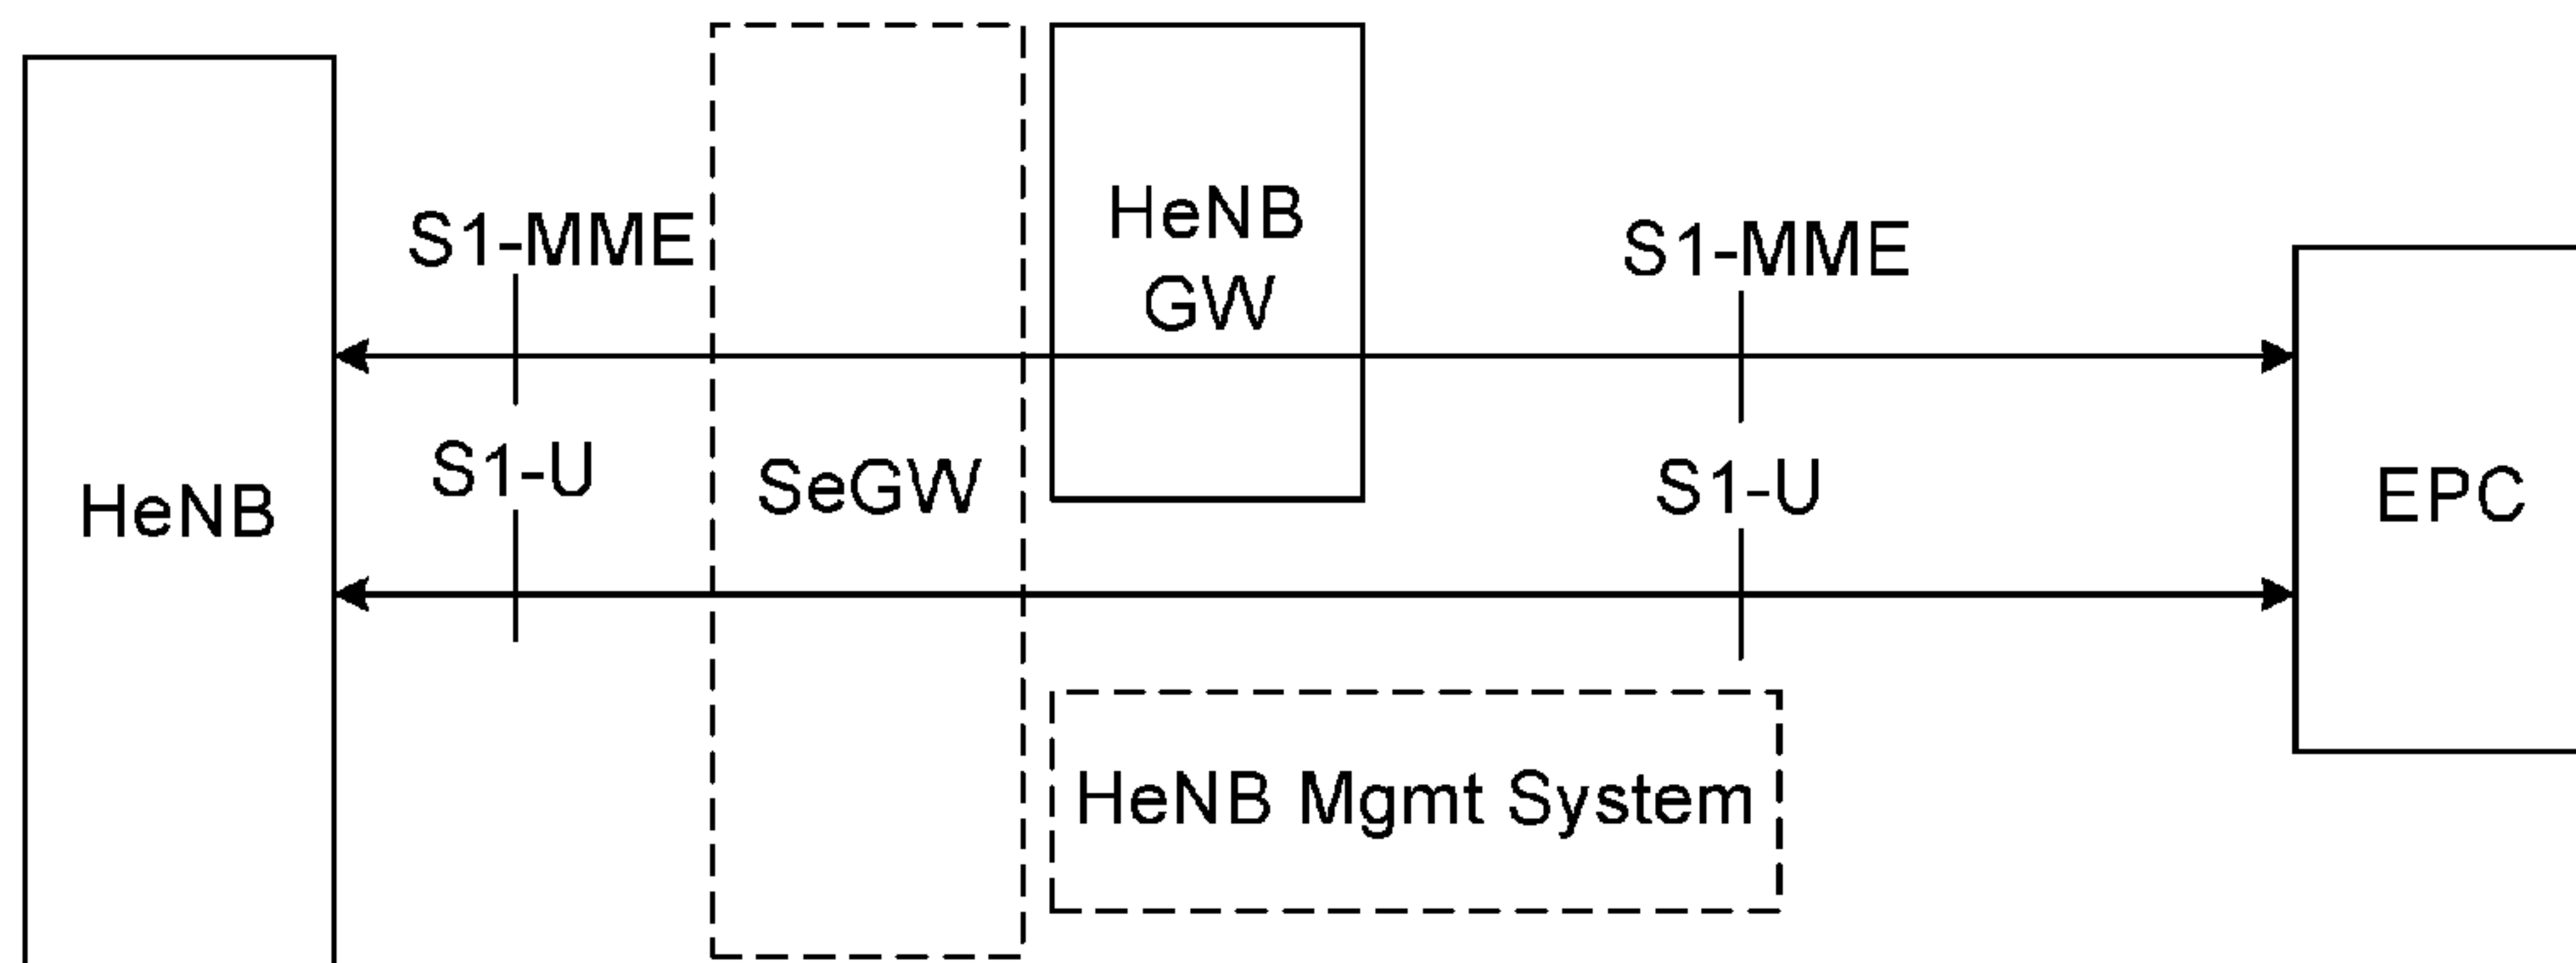 HeNB
S1-MME
S1-U
SeGW
HeNB
GW
S1-MME
S1-U
EPC
HeNB Mgmt System